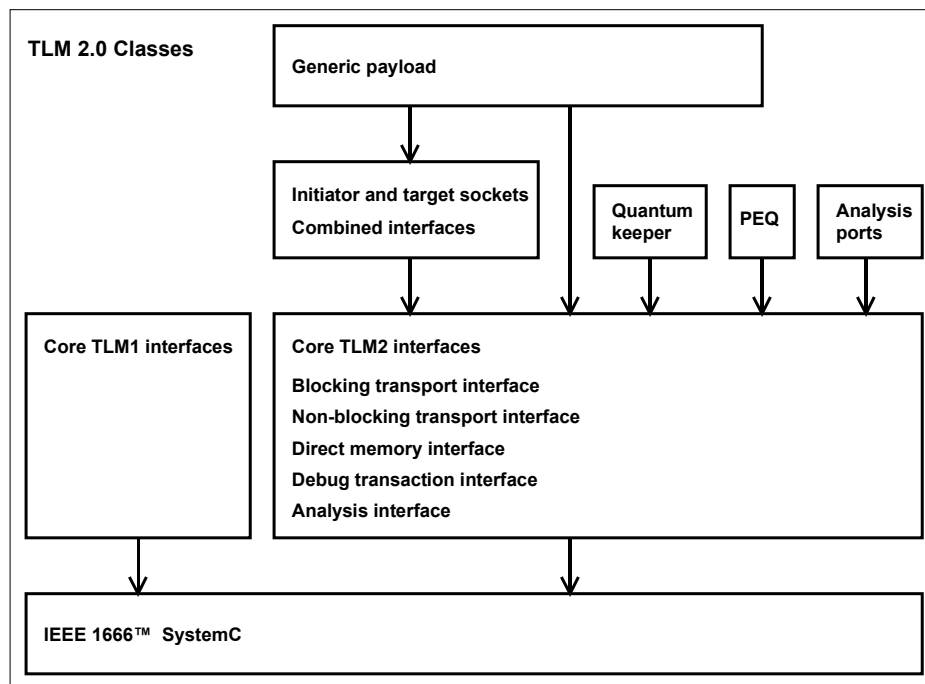 TLM 2.0 Classes
Generic payload
Initiator and target sockets
Combined interfaces
Quantum
keeper
PEQ
Analysis
ports
Core TLM1 interfaces
Core TLM2 interfaces
Blocking transport interface
Non-blocking transport interface
Direct memory interface
Debug transaction interface
Analysis interface
IEEE 1666™ SystemC